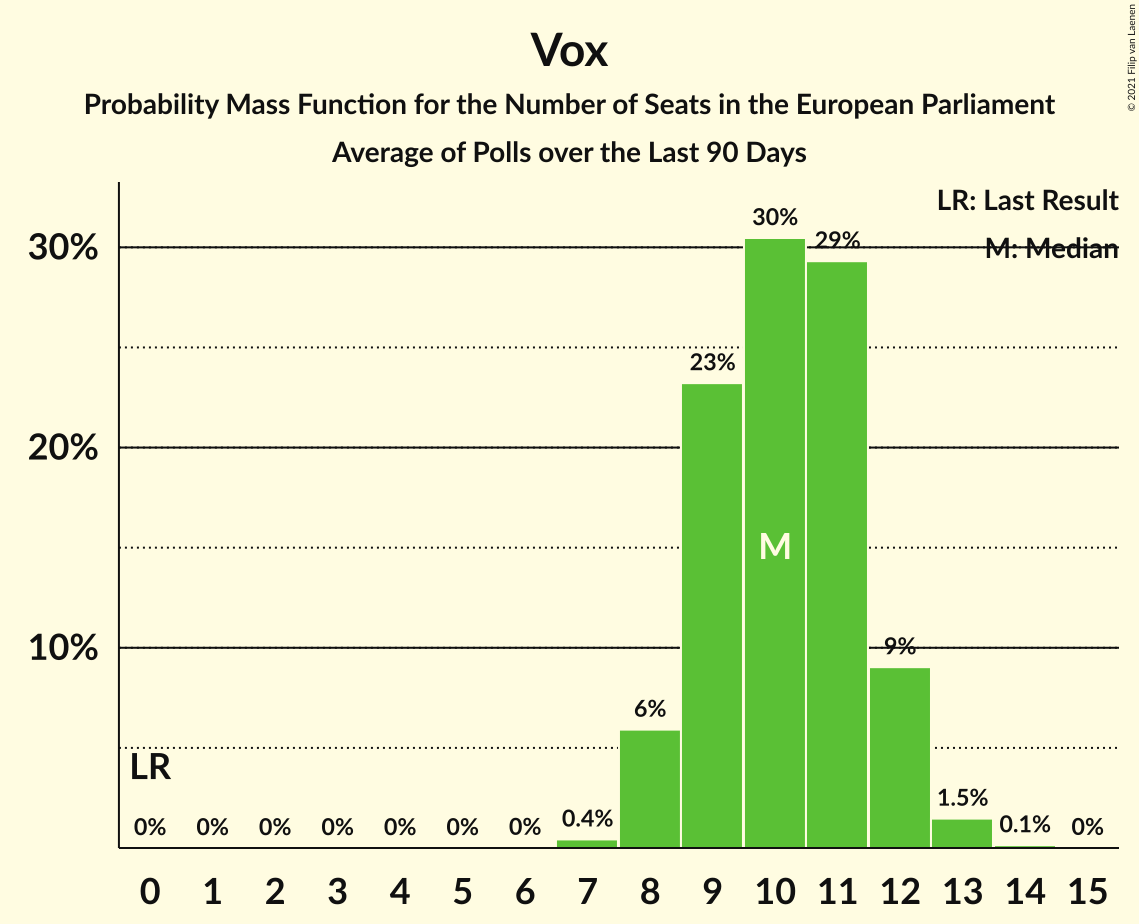 Vox
Probability Mass Function for the Number of Seats in the European Parliament
Average of Polls over the Last 90 Days
© 2021 Filip van Laenen
LR: Last Result
M: Median
30%
20%
10%
LR
M
0% 0% 0% 0% 0% 0% 0% 0.4% 6% 23% 30% 29% 9% 1.5% 0.1% 0%
0 1 2 3 4 5 6 7 8 9 10 11 12 13 14 15